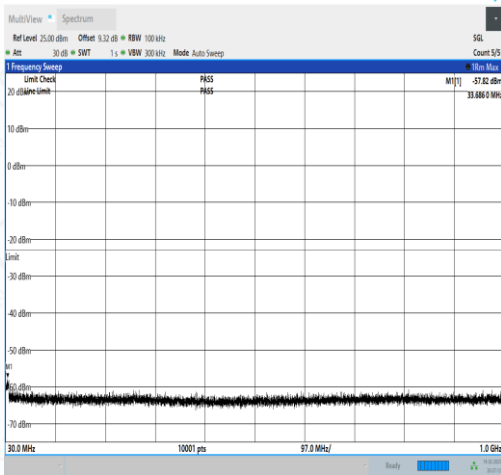 MultiView Spectrum
Ref Level 25.00 dBm Offset 9.32 dB RBW 100 kHz SGL
Att 30 dB SWT 1 s VBW 300 kHz Mode Auto Sweep Count 5/5
1 Frequency Sweep 1Rm Max
Limit Check PASS M1[1] -57.82 dBm
20 dBm Line Limit PASS 33.6860 MHz
10 dBm
0 dBm
-10 dBm
-20 dBm
Limit
-30 dBm
-40 dBm
-50 dBm
M1
-60 dBm
-70 dBm
30.0 MHz 10001 pts 97.0 MHz/ 1.0 GHz
Ready